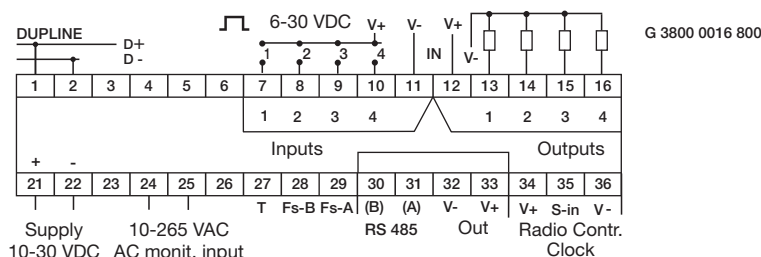 6-30 VDC V+ V- V+ G 3800 0016 800
DUPLINE
D+ 1 2 3 4 IN V-
D -
1 2 3 4 5 6 7 8 9 10 11 12 13 14 15 16
1 2 3 4 1 2 3 4
Inputs Outputs
+ -
21 22 23 24 25 26 27 28 29 30 31 32 33 34 35 36
T Fs-B Fs-A (B) (A) V- V+ V+ S-in V -
Supply 10-265 VAC RS 485 Out Radio Contr.
10-30 VDC AC monit. input Clock